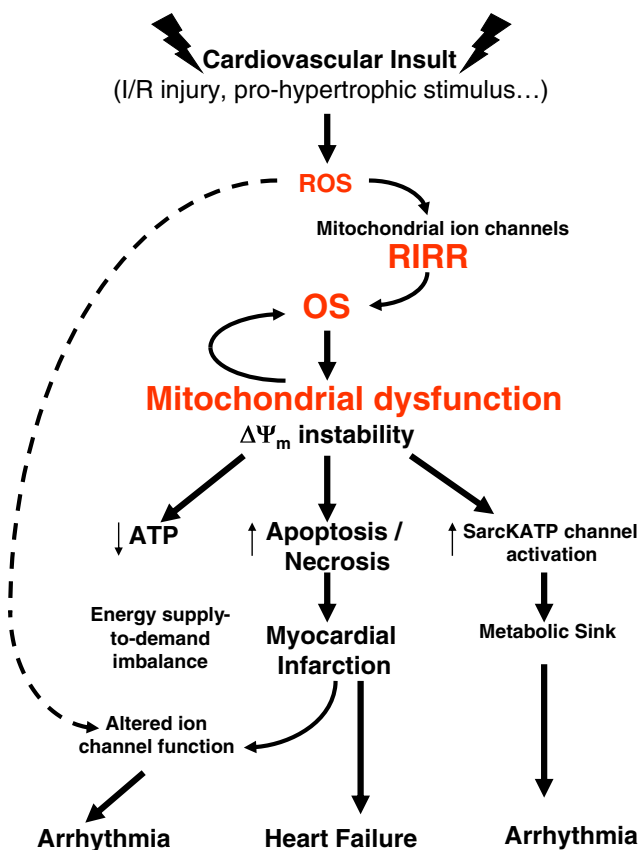 Cardiovascular Insult
(I/R injury, pro-hypertrophic stimulus…)
ROS
Mitochondrial ion channels
RIRR
OS
Mitochondrial dysfunction
ΔΨm instability
↓ ATP
↑ Apoptosis /
Necrosis
↑ SarcKATP channel
activation
Energy supply-
to-demand
imbalance
Myocardial
Infarction
Metabolic Sink
Altered ion
channel function
Arrhythmia
Heart Failure
Arrhythmia